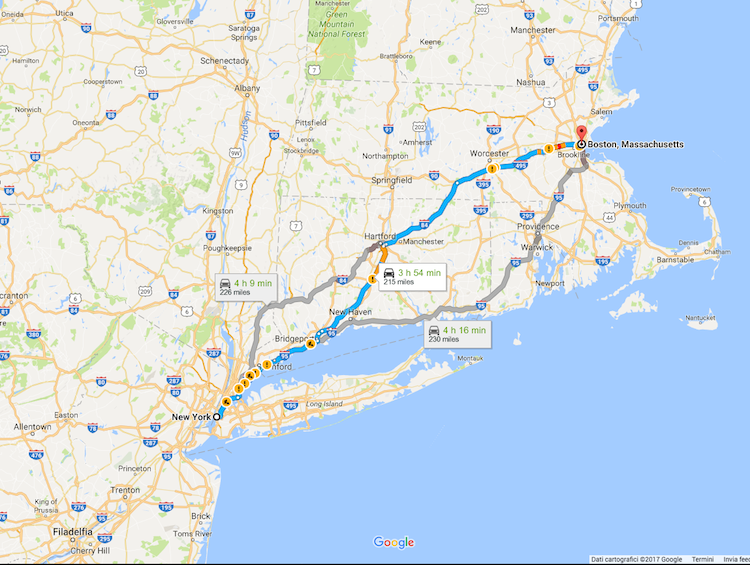 Manchester
Green
Mountain
National Forest
Portsmouth
Utica
Gloversville
Saratoga
Springs
Keene
Manchester
Hamilton
Schenectady
Brattleboro
Nashua
Cooperstown
Albany
Salem
Norwich
Oneonta
Hudson
Pittsfield
Lenox
Stockbridge
Amherst
Northampton
Worcester
Boston, Massachusetts
Brookline
Springfield
Kingston
Plymouth
Provincetown
Hartford
Manchester
Providence
Warwick
Dennis
Chatham
Barnstable
Poughkeepsie
3 h 54 min
215 miles
4 h 9 min
226 miles
Newport
Scranton
New Haven
Nantucket
Bridgeport
4 h 16 min
230 miles
Montauk
Long Island
New York
Easton
Allentown
Princeton
Trenton
King of
Prussia
Filadelfia
Toms River
Cherry Hill
Google
Dati cartografici ©2017 Google Termini Invia feed